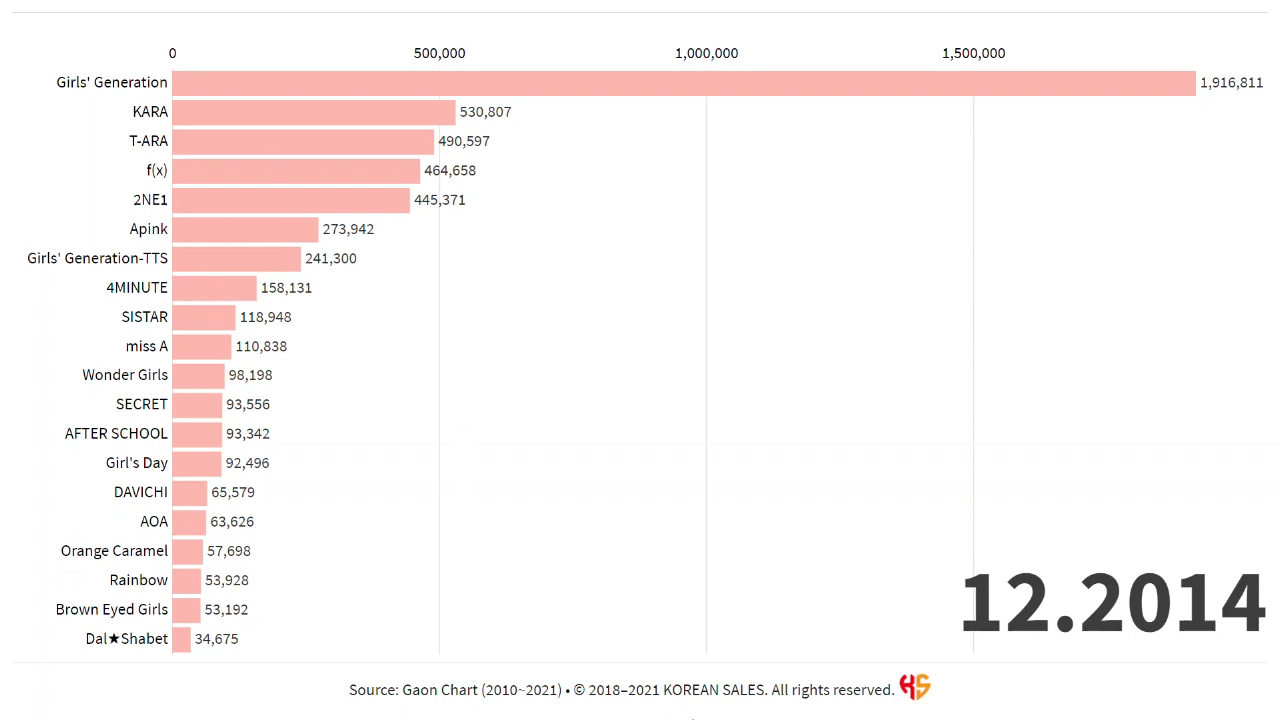 0 500,000 1,000,000 1,500,000
Girls' Generation 1,916,811
KARA 530,807
T-ARA 490,597
f(x) 464,658
2NE1 445,371
Apink 273,942
Girls' Generation-TTS 241,300
4MINUTE 158,131
SISTAR 118,948
miss A 110,838
Wonder Girls 98,198
SECRET 93,556
AFTER SCHOOL 93,342
Girl's Day 92,496
DAVICHI 65,579
AOA 63,626
Orange Caramel 57,698
Rainbow 53,928
Brown Eyed Girls 53,192
Dal★Shabet 34,675
12.2014
Source: Gaon Chart (2010~2021) • © 2018–2021 KOREAN SALES. All rights reserved. KS